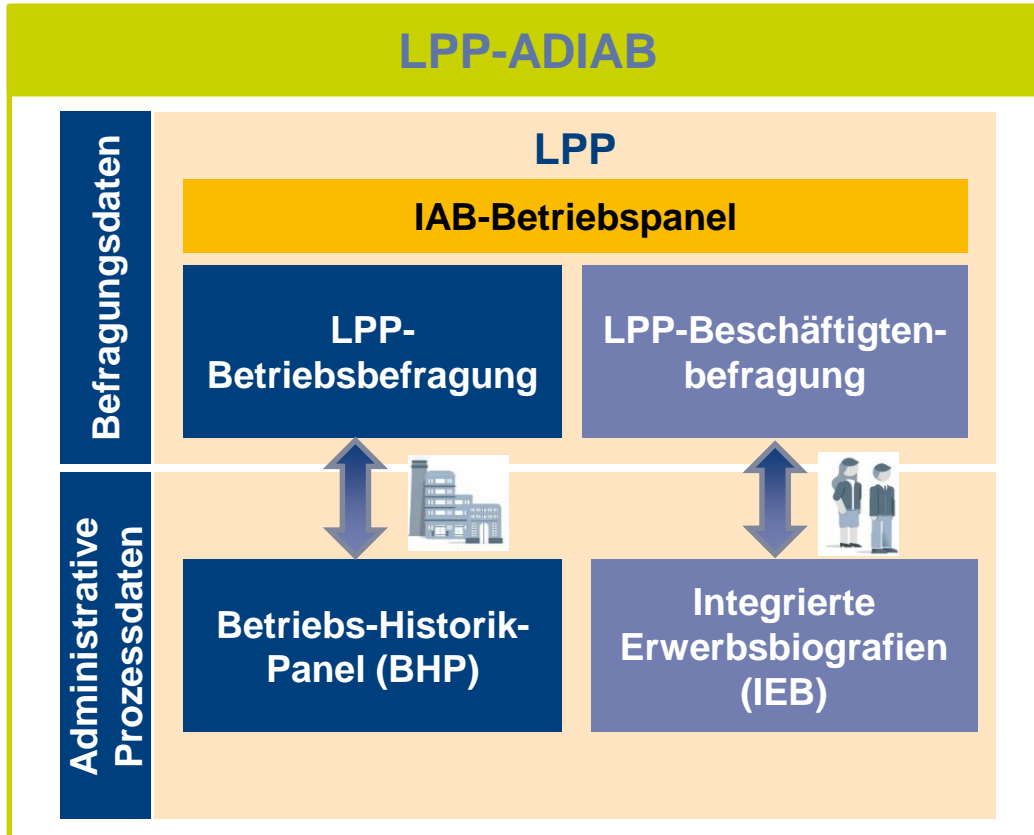 LPP-ADIAB
Befragungsdaten
LPP
IAB-Betriebspanel
LPP-
Betriebsbefragung
LPP-Beschäftigten-
befragung
Administrative
Prozessdaten
Betriebs-Historik-
Panel (BHP)
Integrierte
Erwerbsbiografien
(IEB)